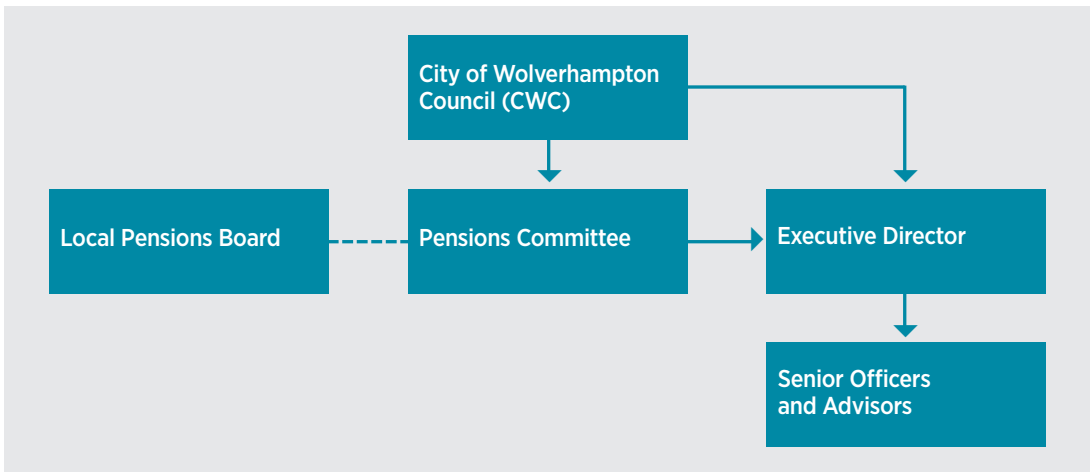 City of Wolverhampton
Council (CWC)
Local Pensions Board
Pensions Committee
Executive Director
Senior Officers
and Advisors